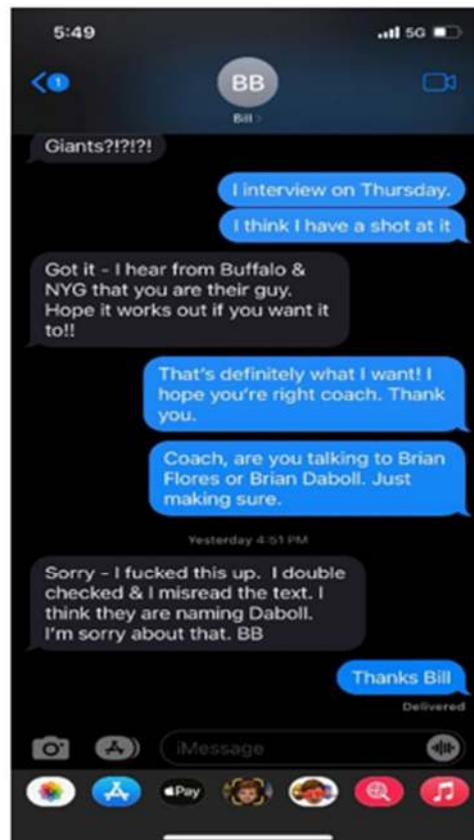 5:49
5G
1
BB
Bill >
Giants?!?!?!
I interview on Thursday.
I think I have a shot at it
Got it - I hear from Buffalo &
NYG that you are their guy.
Hope it works out if you want it
to!!
That's definitely what I want! I
hope you're right coach. Thank
you.
Coach, are you talking to Brian
Flores or Brian Daboll. Just
making sure.
Yesterday 4:51 PM
Sorry - I fucked this up. I double
checked & I misread the text. I
think they are naming Daboll.
I'm sorry about that. BB
Thanks Bill
Delivered
iMessage
Pay